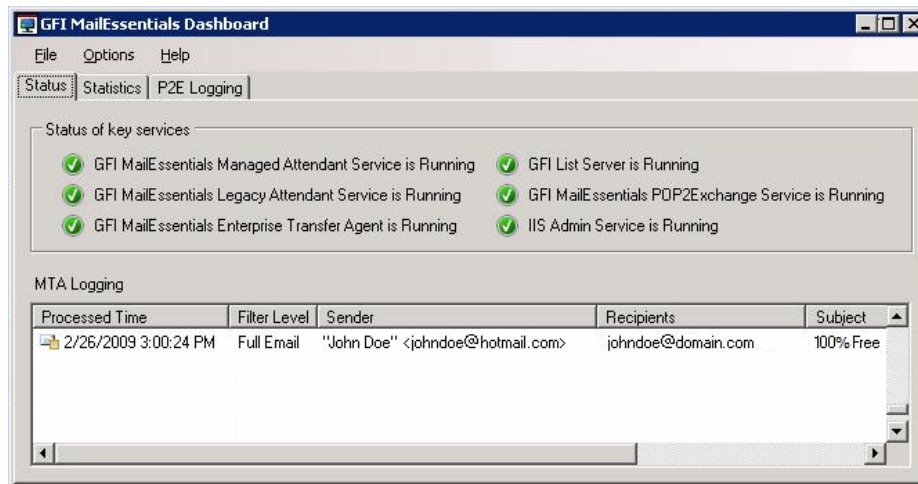 GFI MailEssentials Dashboard
File Options Help
Status Statistics P2E Logging
Status of key services
GFI MailEssentials Managed Attendant Service is Running GFI List Server is Running
GFI MailEssentials Legacy Attendant Service is Running GFI MailEssentials POP2Exchange Service is Running
GFI MailEssentials Enterprise Transfer Agent is Running IIS Admin Service is Running
MTA Logging
Processed Time Filter Level Sender Recipients Subject
2/26/2009 3:00:24 PM Full Email "John Doe" <johndoe@hotmail.com> johndoe@domain.com 100% Free